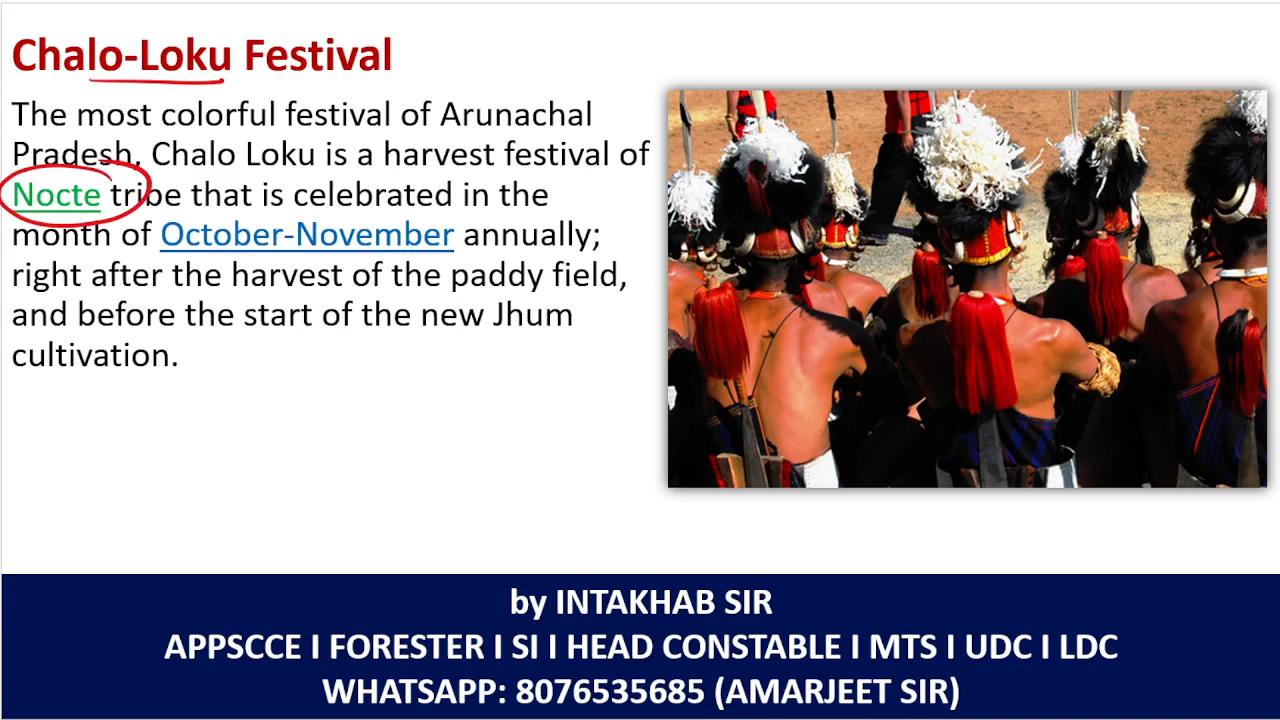 Chalo-Loku Festival
The most colorful festival of Arunachal
Pradesh, Chalo Loku is a harvest festival of
Nocte tribe that is celebrated in the
month of October-November annually;
right after the harvest of the paddy field,
and before the start of the new Jhum
cultivation.
by INTAKHAB SIR
APPSCCE I FORESTER I SI I HEAD CONSTABLE I MTS I UDC I LDC
WHATSAPP: 8076535685 (AMARJEET SIR)